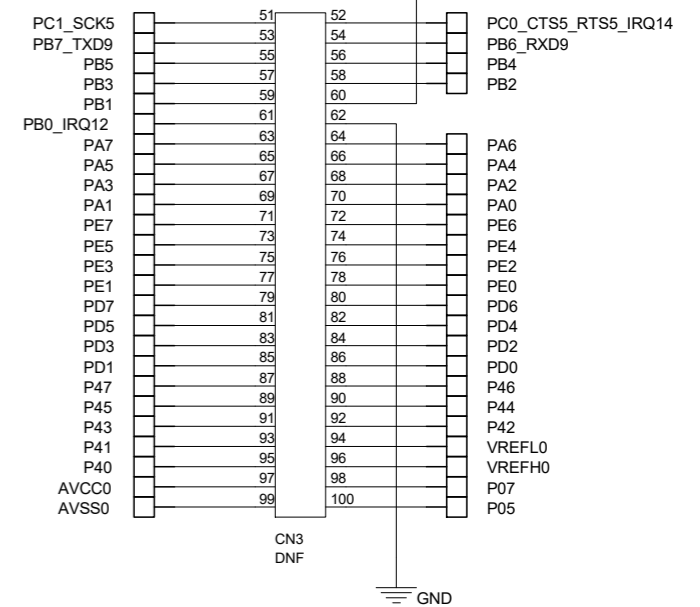 PC1_SCK5 51 52 PC0_CTS5_RTS5_IRQ14
PB7_TXD9 53 54 PB6_RXD9
PB5 55 56 PB4
PB3 57 58 PB2
PB1 59 60
PB0_IRQ12 61 62
PA7 63 64 PA6
PA5 65 66 PA4
PA3 67 68 PA2
PA1 69 70 PA0
PE7 71 72 PE6
PE5 73 74 PE4
PE3 75 76 PE2
PE1 77 78 PE0
PD7 79 80 PD6
PD5 81 82 PD4
PD3 83 84 PD2
PD1 85 86 PD0
P47 87 88 P46
P45 89 90 P44
P43 91 92 P42
P41 93 94 VREFL0
P40 95 96 VREFH0
AVCC0 97 98 P07
AVSS0 99 100 P05
CN3
DNF
GND